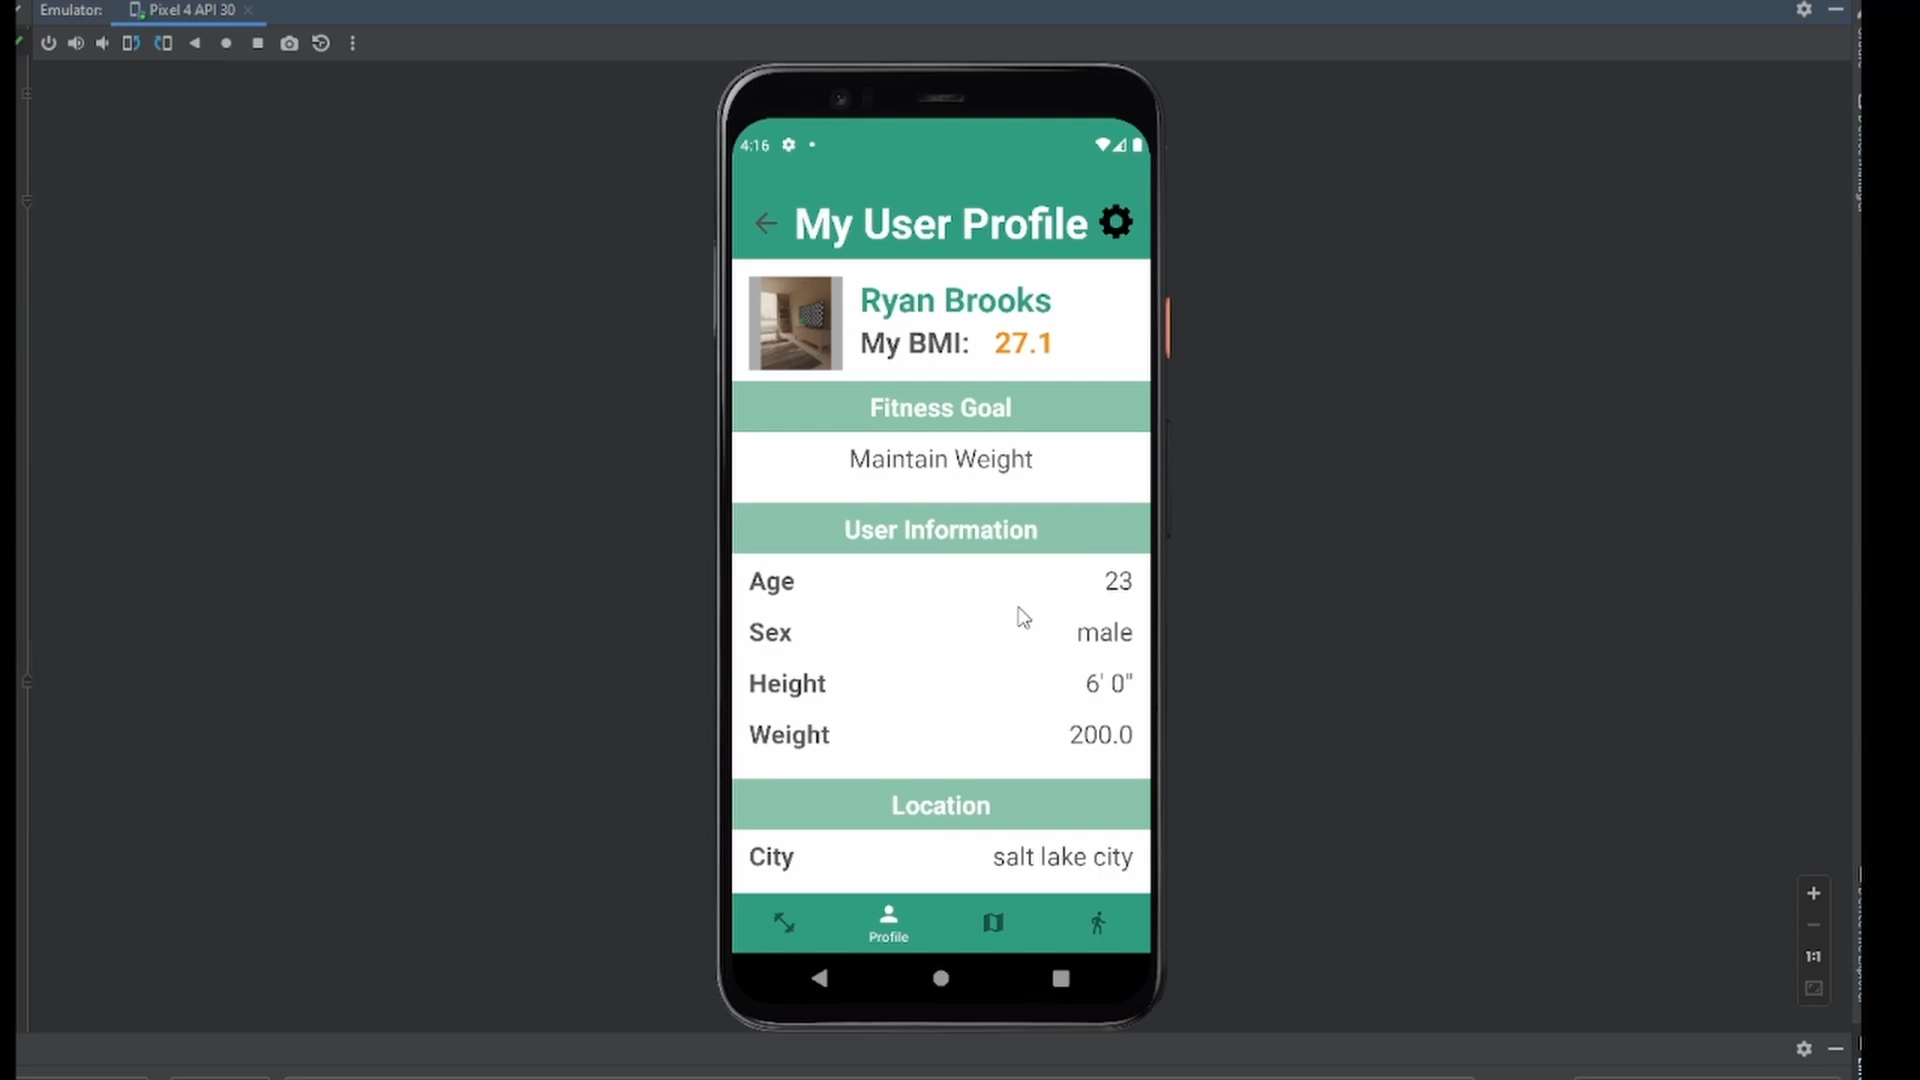 Emulator: Pixel 4 API 30
4:16
My User Profile
Ryan Brooks
My BMI: 27.1
Fitness Goal
Maintain Weight
User Information
Age 23
Sex male
Height 6' 0"
Weight 200.0
Location
City salt lake city
Profile
1:1